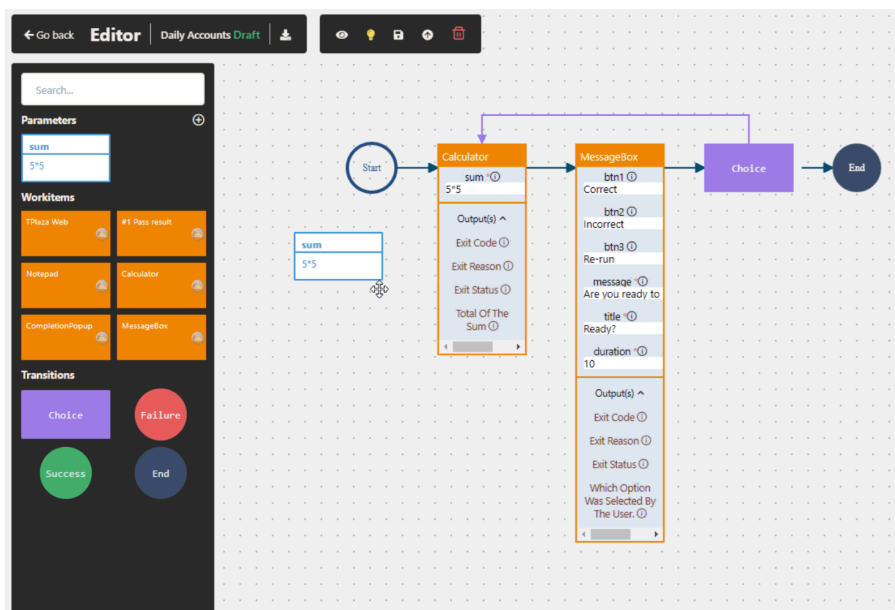 Go back
Editor
Daily Accounts Draft
Search...
Parameters
sum
5*5
Workitems
TPlaza Web
#1 Pass result
Notepad
Calculator
CompletionPopup
MessageBox
Transitions
Choice
Failure
Success
End
sum
5*5
Start
Calculator
sum *
5*5
Output(s)
Exit Code
Exit Reason
Exit Status
Total Of The
Sum
MessageBox
btn1
Correct
btn2
Incorrect
btn3
Re-run
message *
Are you ready to
title *
Ready?
duration *
10
Output(s)
Exit Code
Exit Reason
Exit Status
Which Option
Was Selected By
The User.
Choice
End